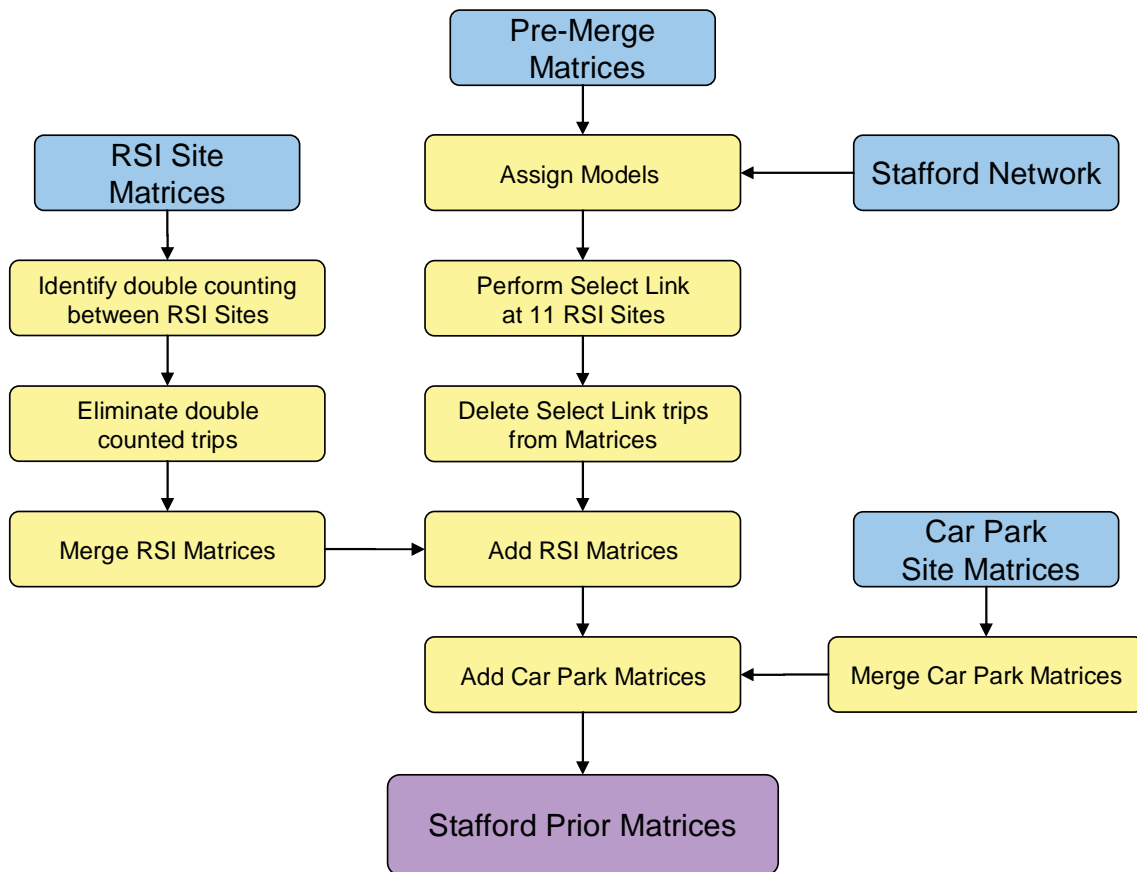 Pre-Merge
Matrices
RSI Site
Matrices
Assign Models
Stafford Network
Identify double counting
between RSI Sites
Perform Select Link
at 11 RSI Sites
Eliminate double
counted trips
Delete Select Link trips
from Matrices
Merge RSI Matrices
Add RSI Matrices
Car Park
Site Matrices
Add Car Park Matrices
Merge Car Park Matrices
Stafford Prior Matrices